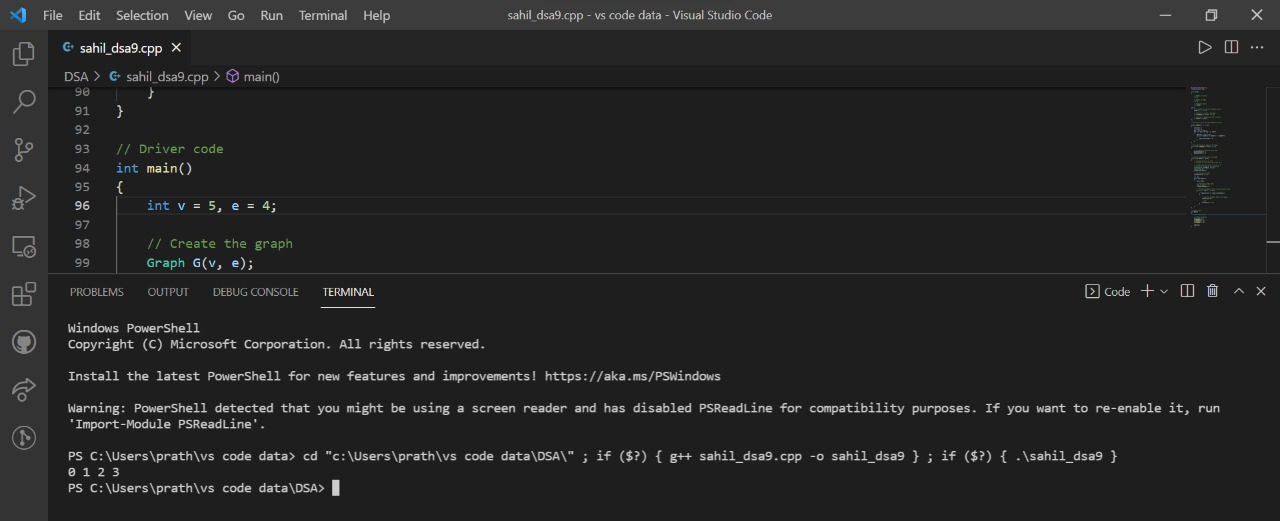 File Edit Selection View Go Run Terminal Help sahil_dsa9.cpp - vs code data - Visual Studio Code
sahil_dsa9.cpp
DSA > sahil_dsa9.cpp > main()
90 }
91 }
92
93 // Driver code
94 int main()
95 {
96 int v = 5, e = 4;
97
98 // Create the graph
99 Graph G(v, e);
PROBLEMS OUTPUT DEBUG CONSOLE TERMINAL Code
Windows PowerShell
Copyright (C) Microsoft Corporation. All rights reserved.
Install the latest PowerShell for new features and improvements! https://aka.ms/PSWindows
Warning: PowerShell detected that you might be using a screen reader and has disabled PSReadLine for compatibility purposes. If you want to re-enable it, run
'Import-Module PSReadLine'.
PS C:\Users\prath\vs code data> cd "c:\Users\prath\vs code data\DSA\" ; if ($?) { g++ sahil_dsa9.cpp -o sahil_dsa9 } ; if ($?) { .\sahil_dsa9 }
0 1 2 3
PS C:\Users\prath\vs code data\DSA>